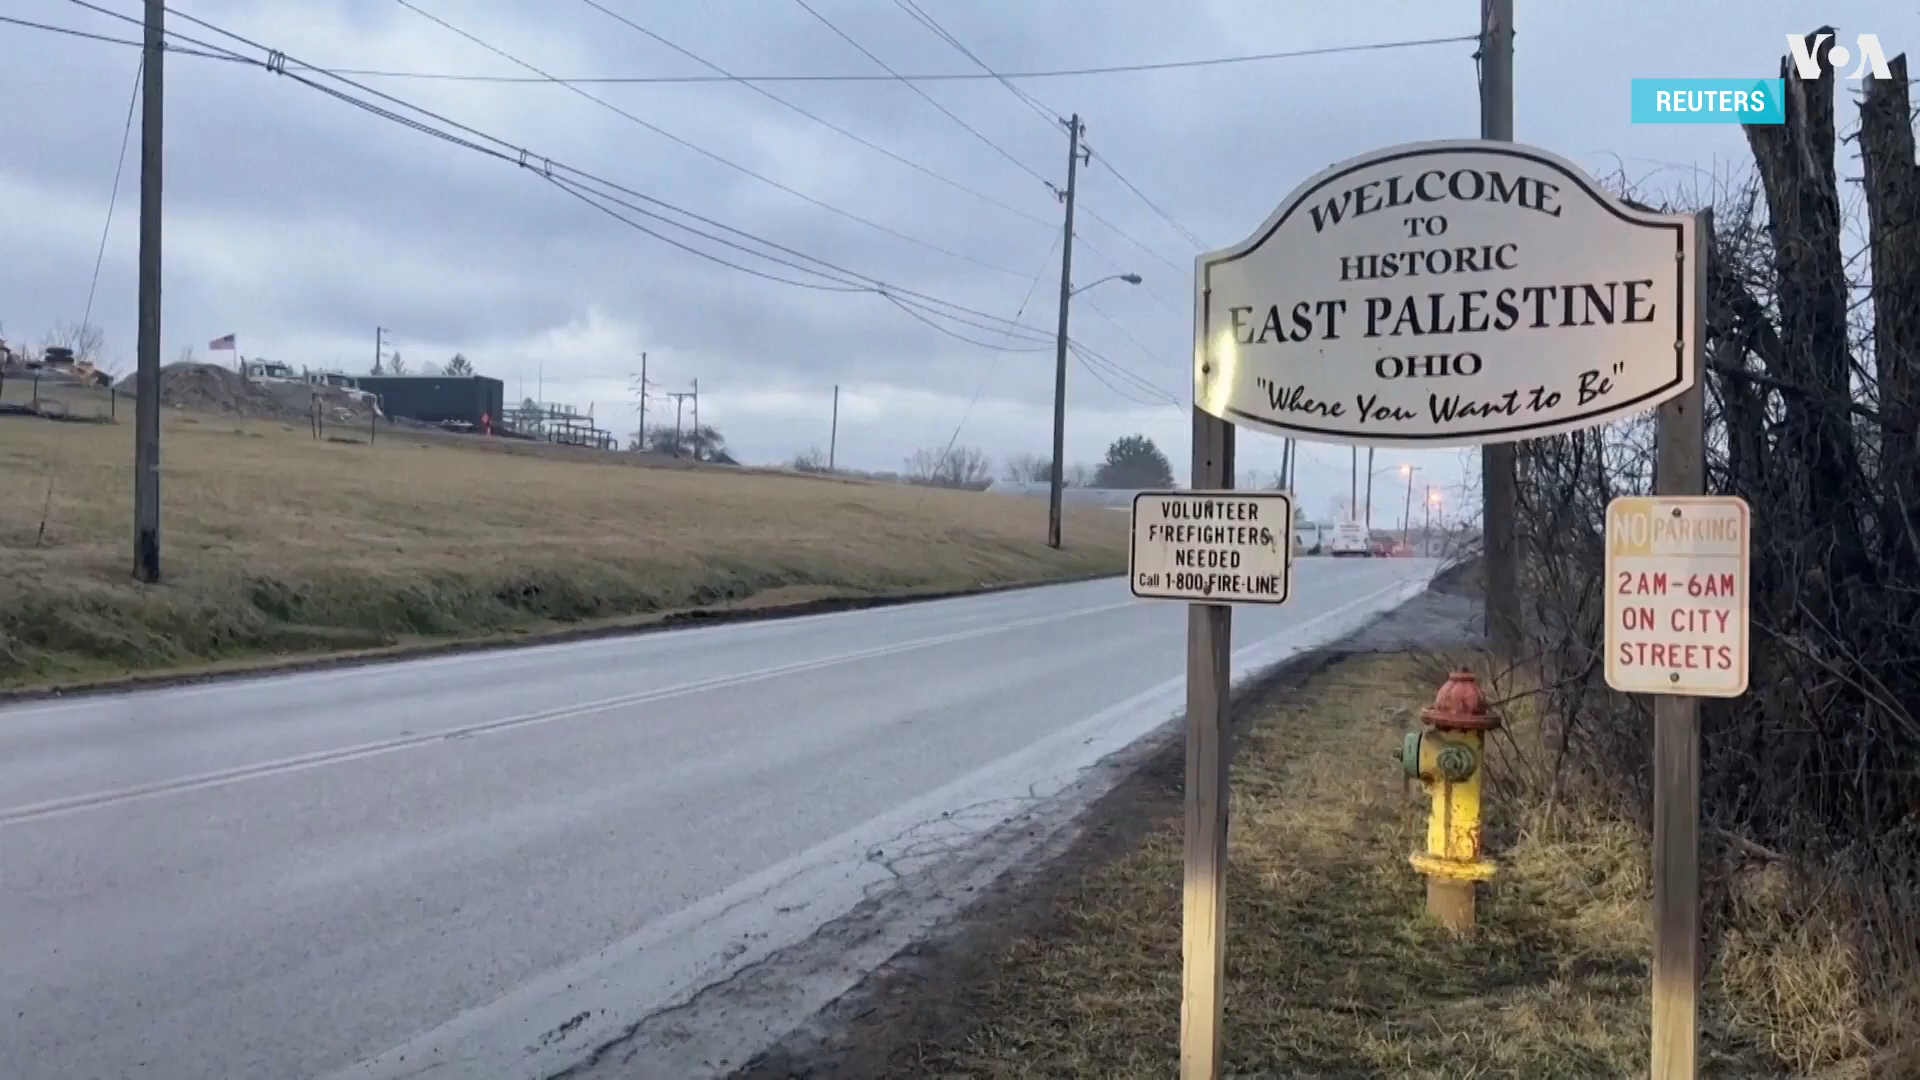 VOA
REUTERS
WELCOME
TO
HISTORIC
EAST PALESTINE
OHIO
"Where You Want to Be"
VOLUNTEER
FIREFIGHTERS
NEEDED
Call 1-800-FIRE-LINE
NO PARKING
2AM-6AM
ON CITY
STREETS